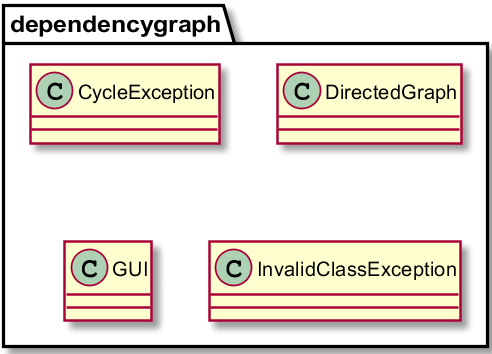 dependencygraph
C CycleException
C DirectedGraph
C GUI
C InvalidClassException